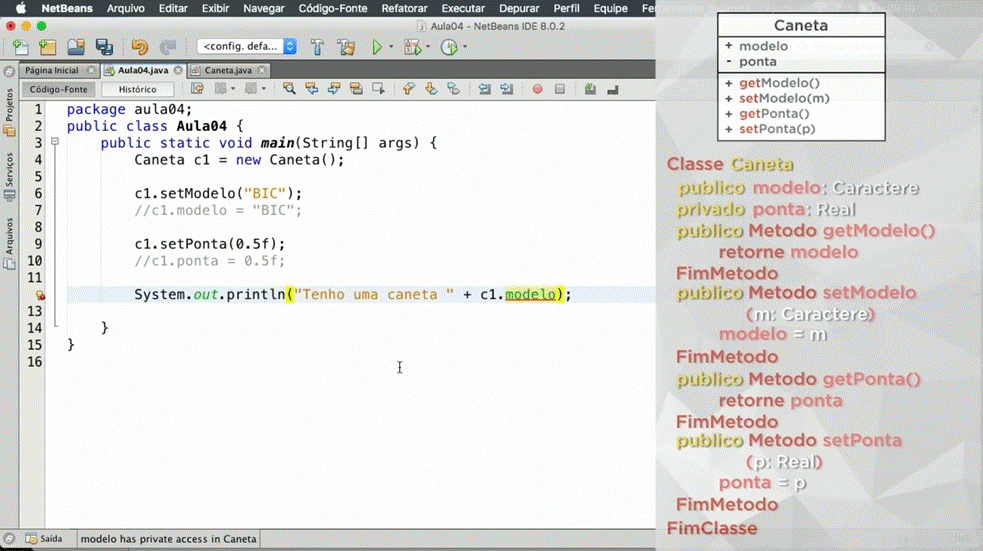 NetBeans Arquivo Editar Exibir Navegar Código-Fonte Refatorar Executar Depurar Perfil Equipe
Aula04 - NetBeans IDE 8.0.2
<config. defa...
Página Inicial Aula04.java Caneta.java
Código-Fonte Histórico
Projetos
Serviços
Arquivos
1 package aula04;
2 public class Aula04 {
3 public static void main(String[] args) {
4 Caneta c1 = new Caneta();
5
6 c1.setModelo("BIC");
7 //c1.modelo = "BIC";
8
9 c1.setPonta(0.5f);
10 //c1.ponta = 0.5f;
11
System.out.println("Tenho uma caneta " + c1.modelo);
13
14 }
15 }
16
Saída modelo has private access in Caneta
Caneta
+ modelo
- ponta
+ getModelo()
+ setModelo(m)
+ getPonta()
+ setPonta(p)
Classe Caneta
publico modelo: Caractere
privado ponta: Real
publico Metodo getModelo()
retorne modelo
FimMetodo
publico Metodo setModelo
(m: Caractere)
modelo = m
FimMetodo
publico Metodo getPonta()
retorne ponta
FimMetodo
publico Metodo setPonta
(p: Real)
ponta = p
FimMetodo
FimClasse